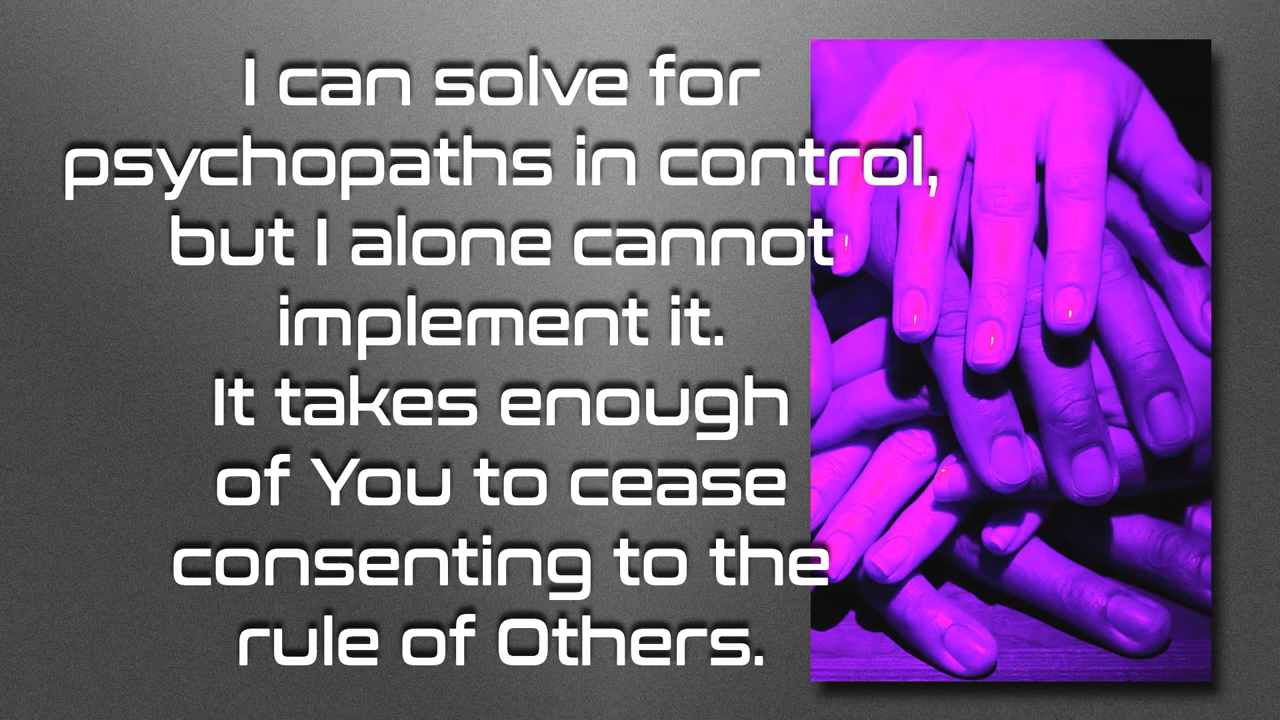 I can solve for
psychopaths in control,
but I alone cannot
implement it.
It takes enough
of You to cease
consenting to the
rule of Others.